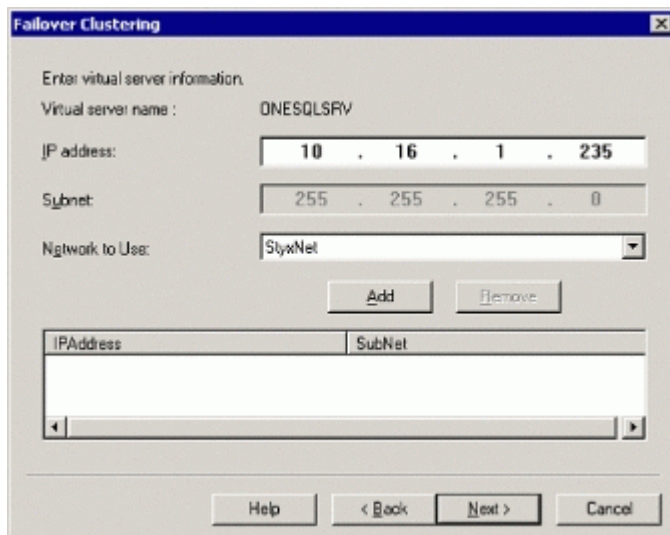 Failover Clustering
Enter virtual server information.
Virtual server name : ONESQLSRV
IP address: 10 . 16 . 1 . 235
Subnet: 255 . 255 . 255 . 0
Network to Use: StyxNet
Add Remove
IPAddress SubNet
Help < Back Next > Cancel